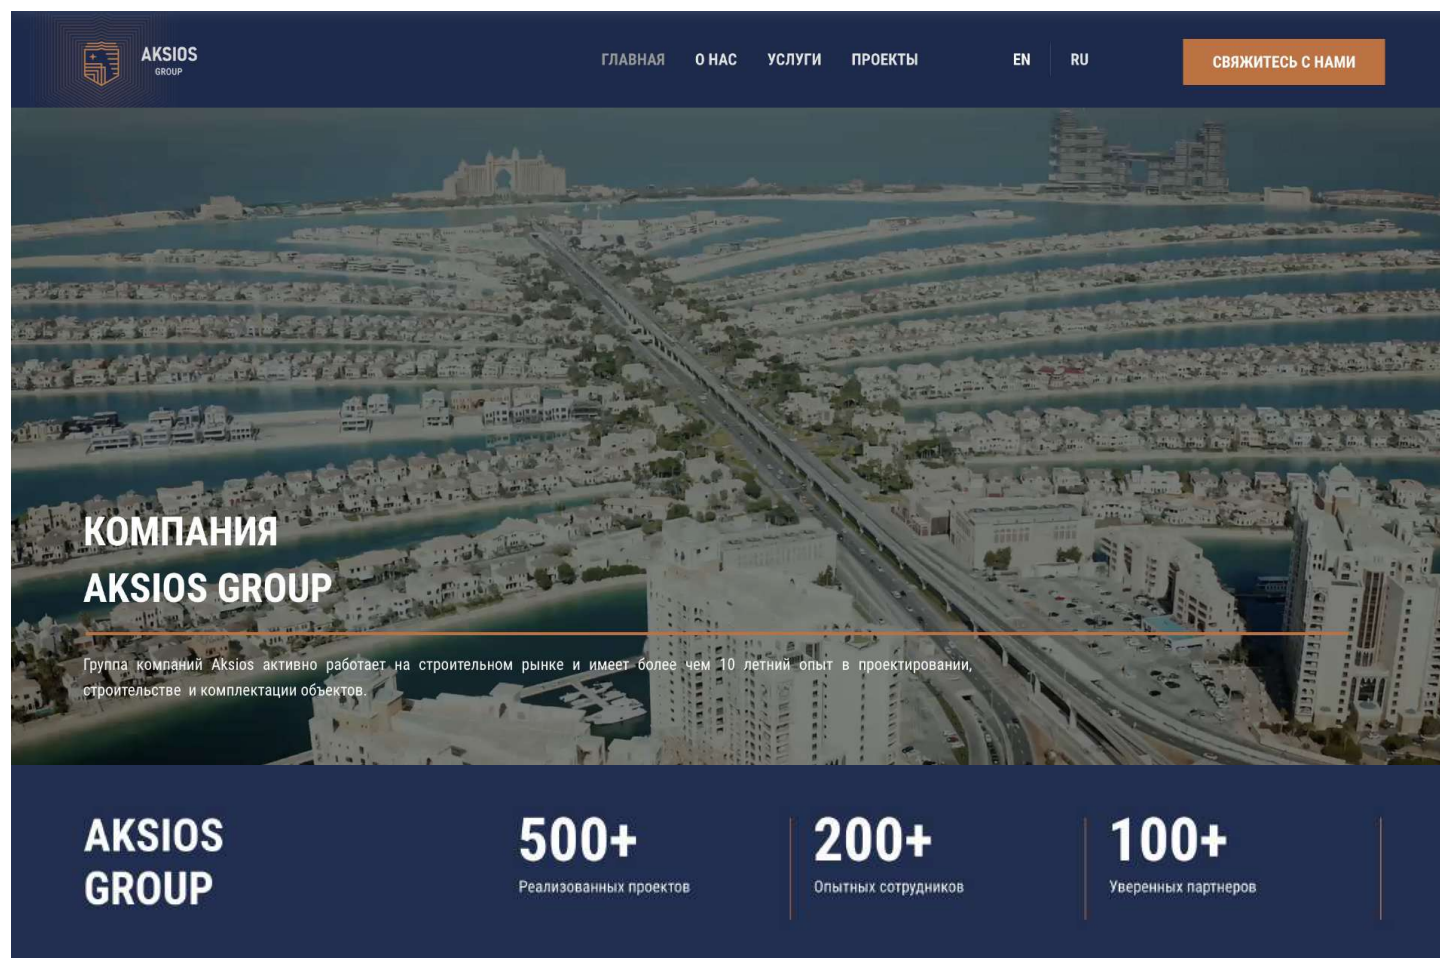 AKSIOS
GROUP
ГЛАВНАЯ О НАС УСЛУГИ ПРОЕКТЫ EN RU СВЯЖИТЕСЬ С НАМИ
КОМПАНИЯ
AKSIOS GROUP
Группа компаний Aksios активно работает на строительном рынке и имеет более чем 10 летний опыт в проектировании,
строительстве и комплектации объектов.
AKSIOS
GROUP
500+
Реализованных проектов
200+
Опытных сотрудников
100+
Уверенных партнеров